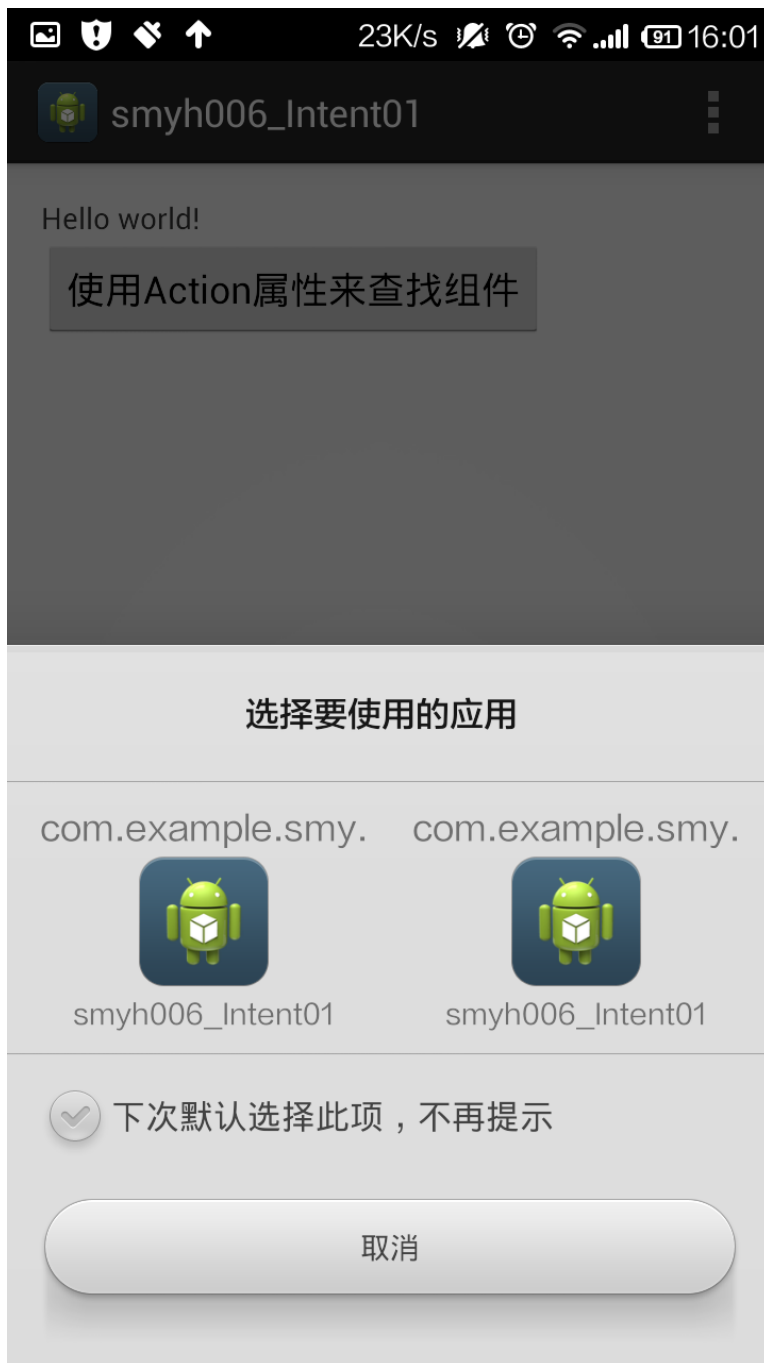 23K/s 91 16:01
smyh006_Intent01
Hello world!
使用Action属性来查找组件
选择要使用的应用
com.example.smy. com.example.smy.
smyh006_Intent01 smyh006_Intent01
下次默认选择此项，不再提示
取消